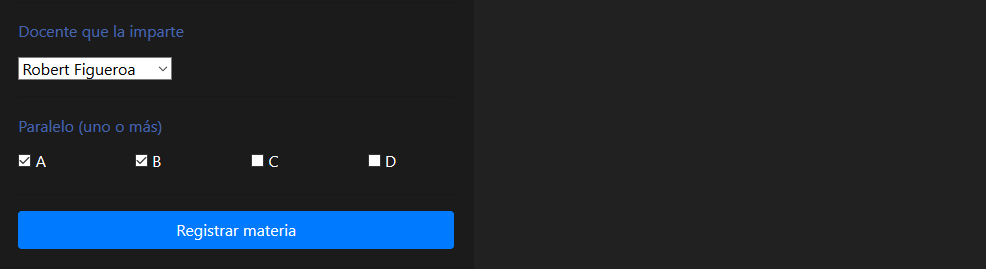 Docente que la imparte
Robert Figueroa
Paralelo (uno o más)
A B C D
Registrar materia